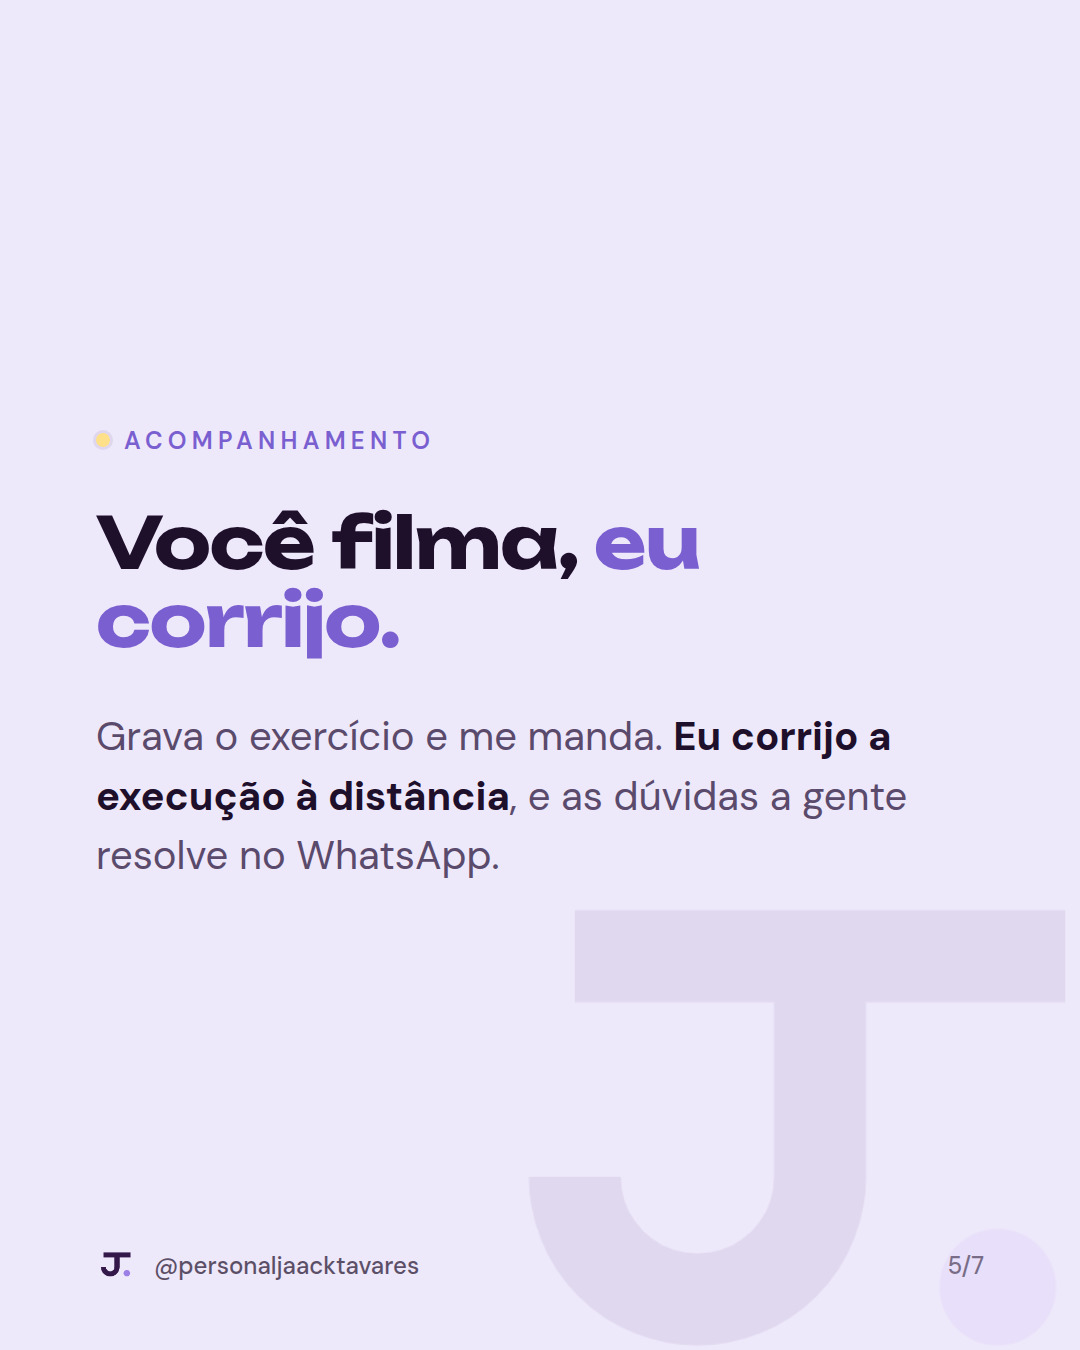 ACOMPANHAMENTO
Você filma, eu
corrijo.
Grava o exercício e me manda. Eu corrijo a
execução à distância, e as dúvidas a gente
resolve no WhatsApp.
J. @personaljaacktavares
5/7
J.